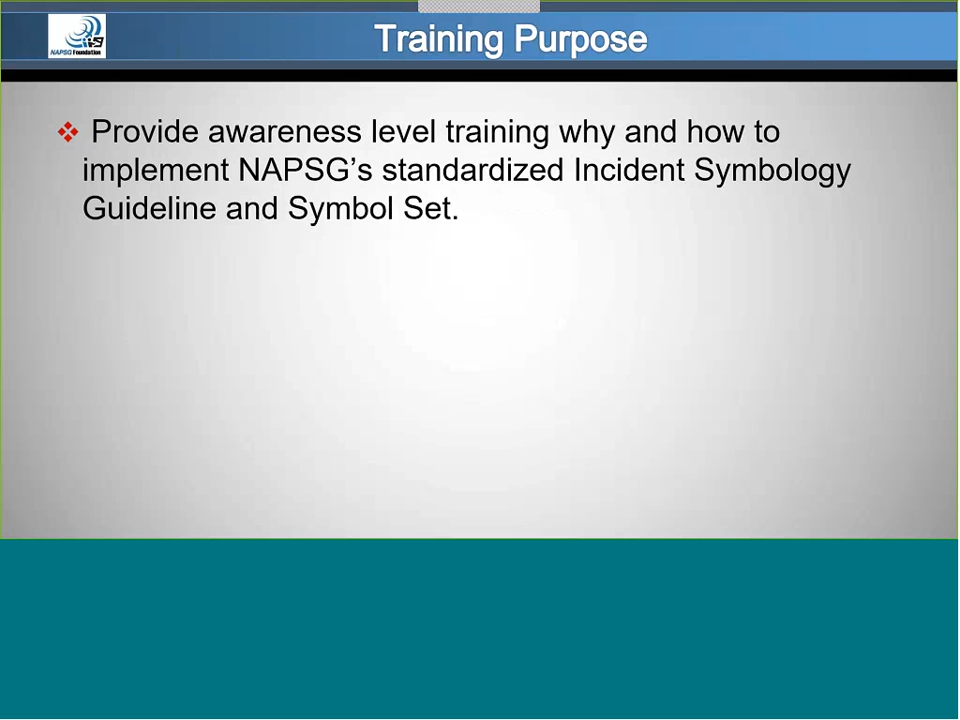 NAPSG Foundation
Training Purpose
Provide awareness level training why and how to
implement NAPSG’s standardized Incident Symbology
Guideline and Symbol Set.